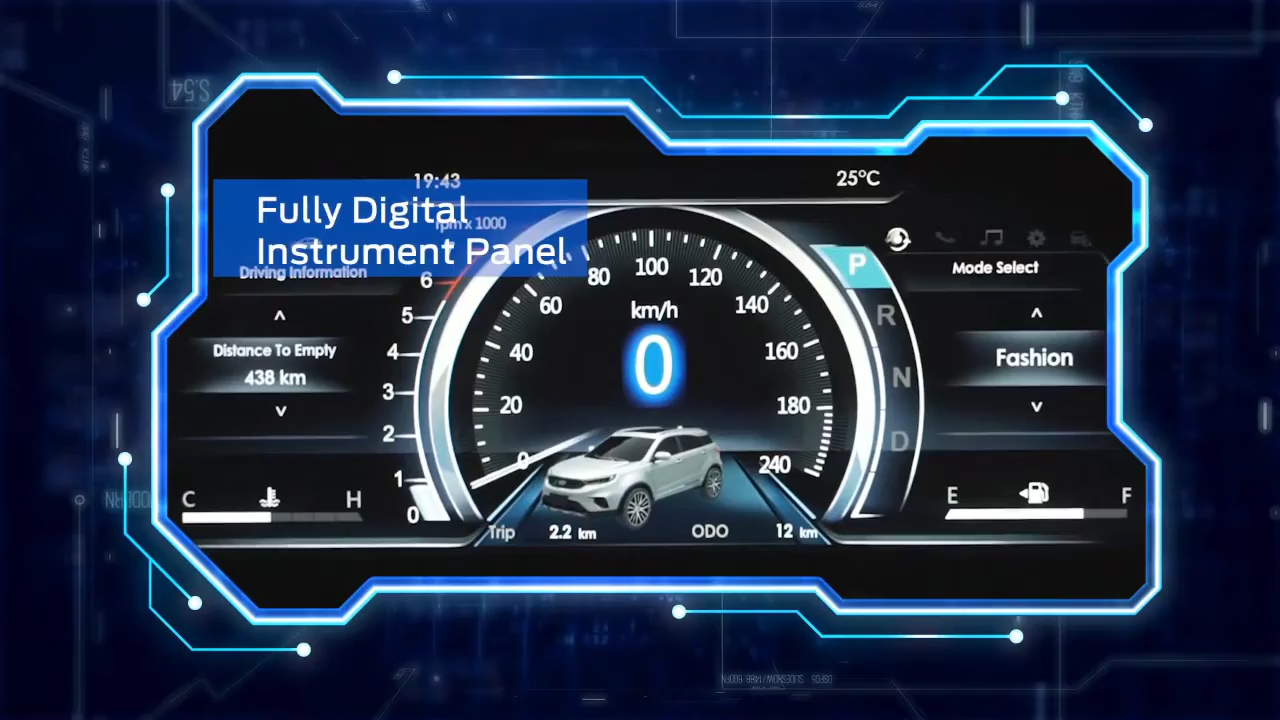 19:43
25°C
Fully Digital
Instrument Panel
rpm x 1000
Driving Information
Distance To Empty
438 km
6
5
4
3
2
1
0
0
20
40
60
80
100
120
140
160
180
240
km/h
0
P
R
N
D
Mode Select
Fashion
C
H
E
F
Trip
2.2 km
ODO
12 km
S.54